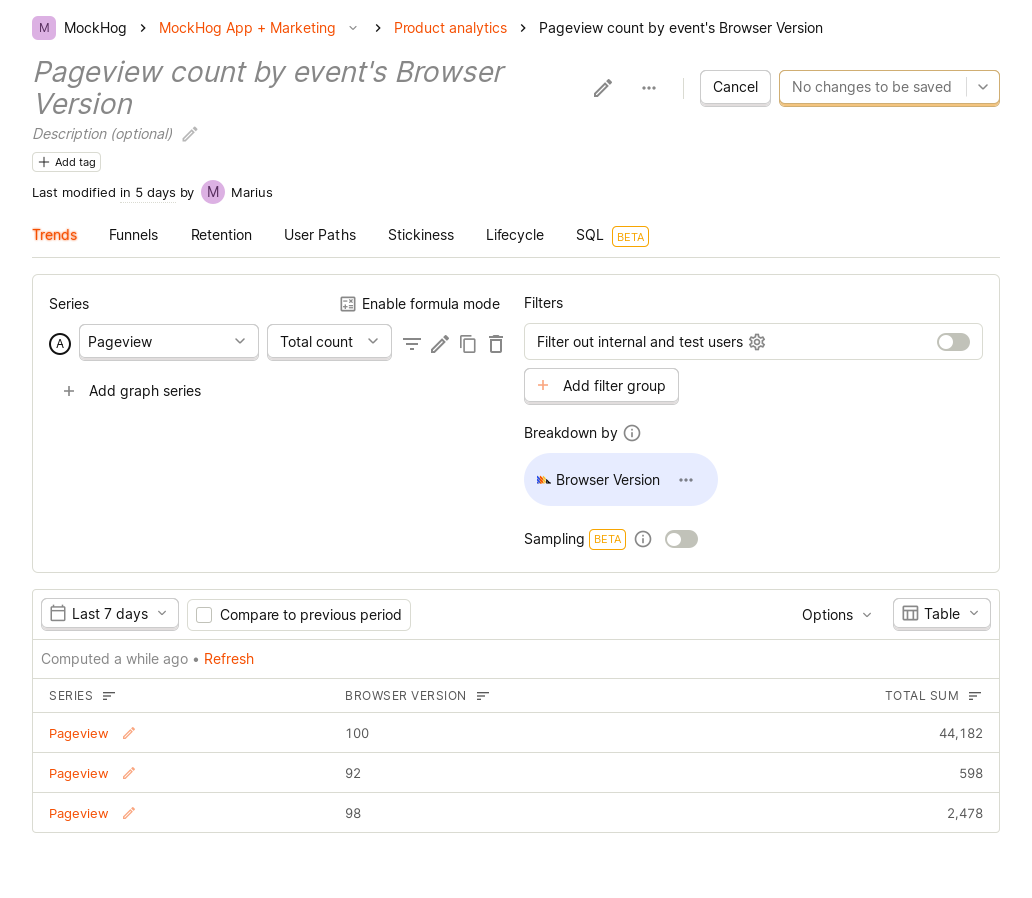 M MockHog MockHog App + Marketing Product analytics Pageview count by event's Browser Version
Pageview count by event's Browser
Version
Cancel No changes to be saved
Description (optional)
Add tag
Last modified in 5 days by M Marius
Trends Funnels Retention User Paths Stickiness Lifecycle SQL BETA
Series Enable formula mode
A Pageview Total count
Add graph series
Filters
Filter out internal and test users
Add filter group
Breakdown by
Browser Version
Sampling BETA
Last 7 days Compare to previous period Options Table
Computed a while ago • Refresh
SERIES BROWSER VERSION TOTAL SUM
Pageview 100 44,182
Pageview 92 598
Pageview 98 2,478